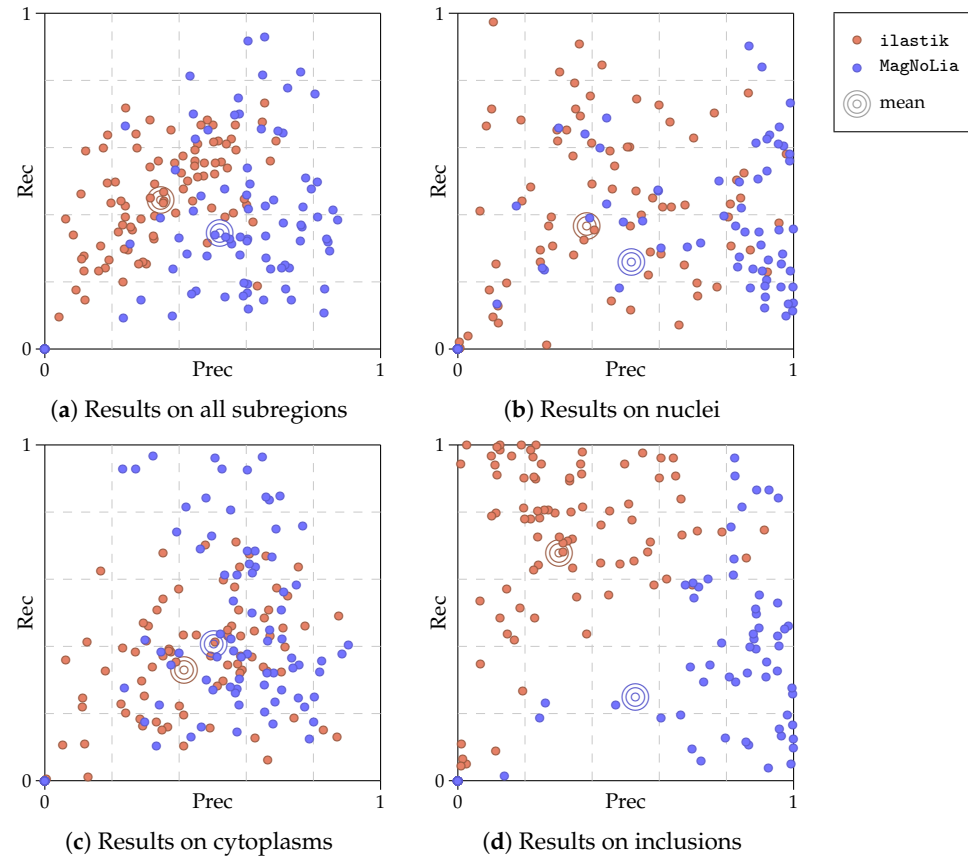 1
Rec
0
0
Prec
1
(a) Results on all subregions
1
Rec
0
0
Prec
1
(b) Results on nuclei
ilastik
MagNoLia
mean
1
Rec
0
0
Prec
1
(c) Results on cytoplasms
1
Rec
0
0
Prec
1
(d) Results on inclusions